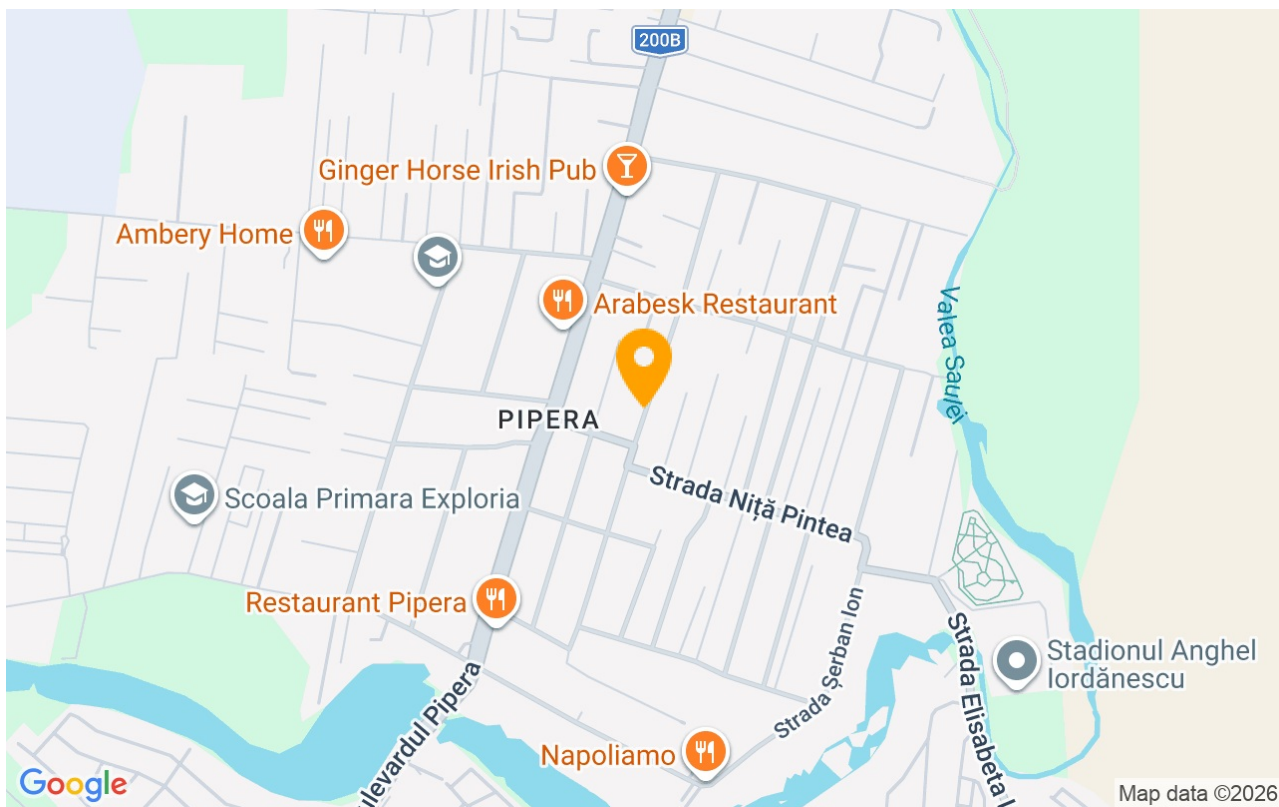 200B
Ginger Horse Irish Pub
Ambery Home
Arabesk Restaurant
Valea Saulei
PIPERA
Strada Niță Pintea
Scoala Primara Exploria
Restaurant Pipera
Strada Șerban Ion
Strada Elisabeta
Stadionul Anghel
Iordănescu
ulevardul Pipera
Napoliamo
Google
Map data ©2026